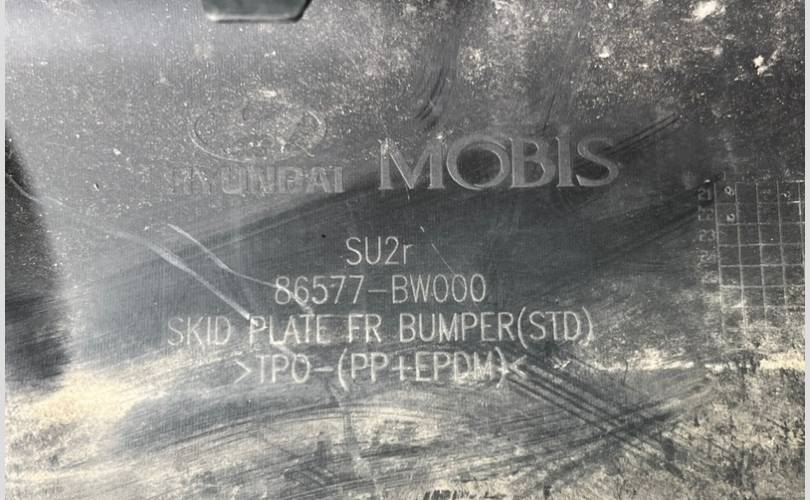 HYUNDAI MOBIS
SU2r
86577-BW000
SKID PLATE FR BUMPER(STD)
>TPO-(PP+EPDM)<